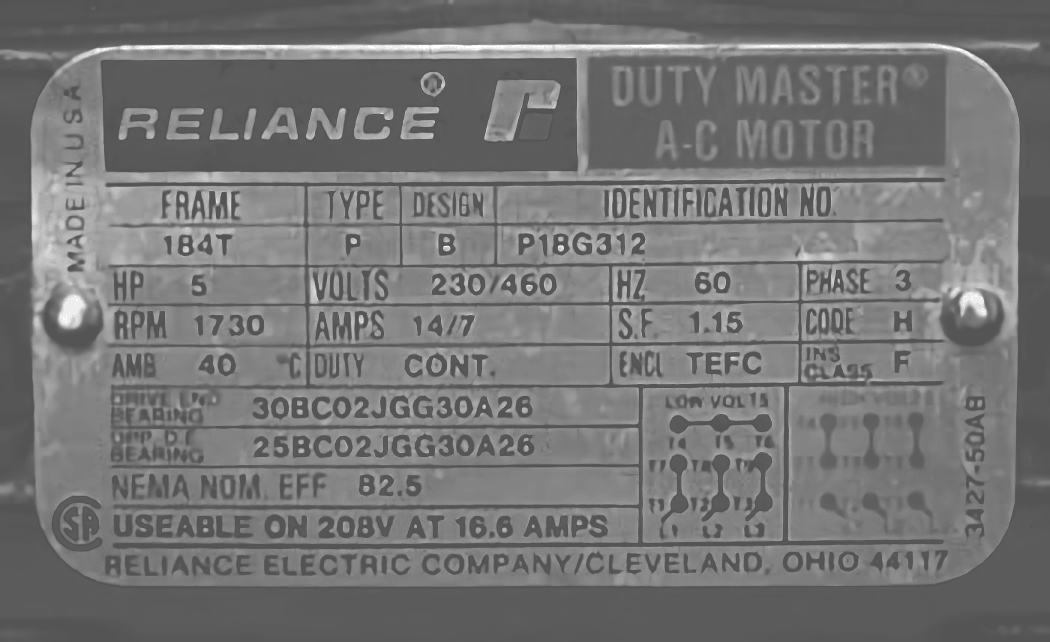 RELIANCE ®
DUTY MASTER®
A-C MOTOR
MADE IN U.S.A.
FRAME TYPE DESIGN IDENTIFICATION NO.
184T P B P18G312
HP 5 VOLTS 230/460 HZ 60 PHASE 3
RPM 1730 AMPS 14/7 S.F. 1.15 CODE H
AMB 40 °C DUTY CONT. ENCL TEFC INS CLASS F
DRIVE END BEARING 30BC02JGG30A26
OPP. D.E. BEARING 25BC02JGG30A26
NEMA NOM. EFF 82.5
SA USEABLE ON 208V AT 16.6 AMPS
LOW VOLTS
T4 T5 T6
T7 T8 T9
T1 T2 T3
L1 L2 L3
3427-50AB
RELIANCE ELECTRIC COMPANY/CLEVELAND, OHIO 44117